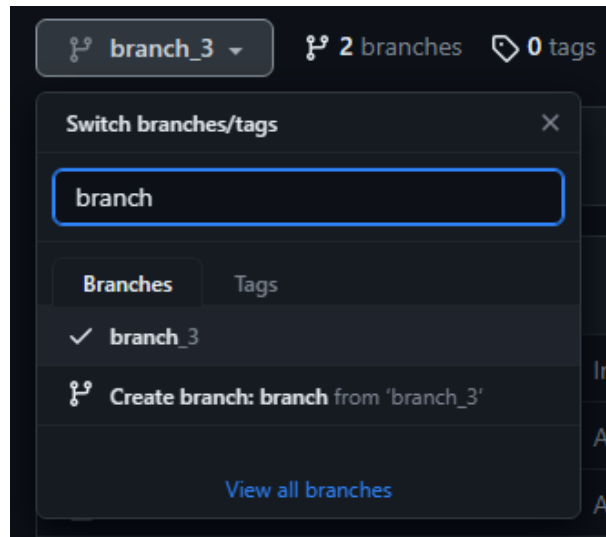 branch_3 2 branches 0 tags
Switch branches/tags
branch
Branches Tags
branch_3
Create branch: branch from ‘branch_3’
View all branches